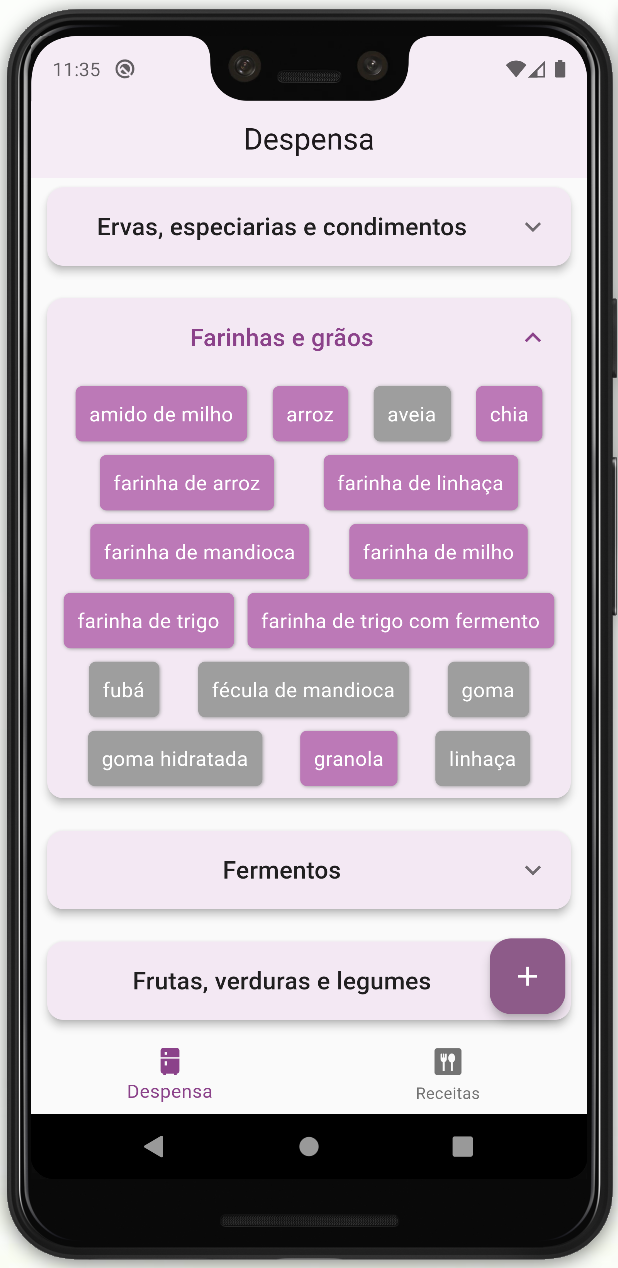 11:35
Despensa
Ervas, especiarias e condimentos
Farinhas e grãos
amido de milho arroz aveia chia
farinha de arroz farinha de linhaça
farinha de mandioca farinha de milho
farinha de trigo farinha de trigo com fermento
fubá fécula de mandioca goma
goma hidratada granola linhaça
Fermentos
Frutas, verduras e legumes
+
Despensa Receitas